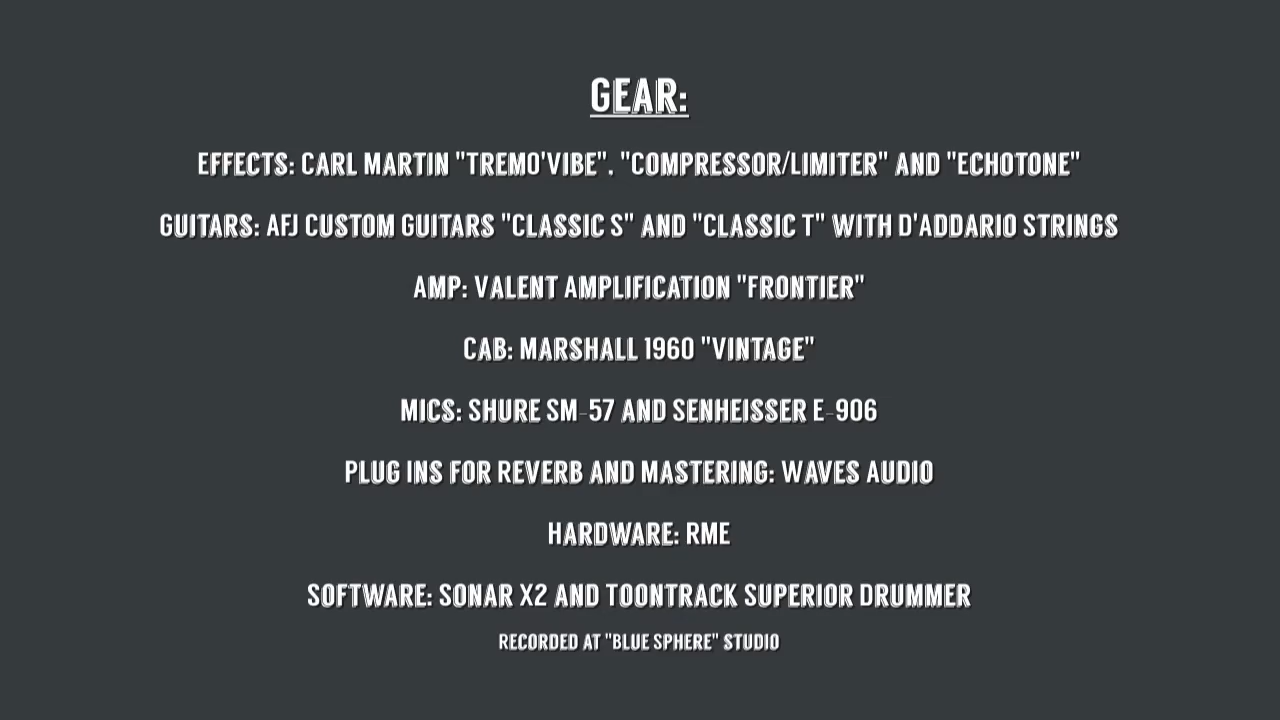 GEAR:
EFFECTS: CARL MARTIN "TREMO'VIBE", "COMPRESSOR/LIMITER" AND "ECHOTONE"
GUITARS: AFJ CUSTOM GUITARS "CLASSIC S" AND "CLASSIC T" WITH D'ADDARIO STRINGS
AMP: VALENT AMPLIFICATION "FRONTIER"
CAB: MARSHALL 1960 "VINTAGE"
MICS: SHURE SM-57 AND SENHEISSER E-906
PLUG INS FOR REVERB AND MASTERING: WAVES AUDIO
HARDWARE: RME
SOFTWARE: SONAR X2 AND TOONTRACK SUPERIOR DRUMMER
RECORDED AT "BLUE SPHERE" STUDIO